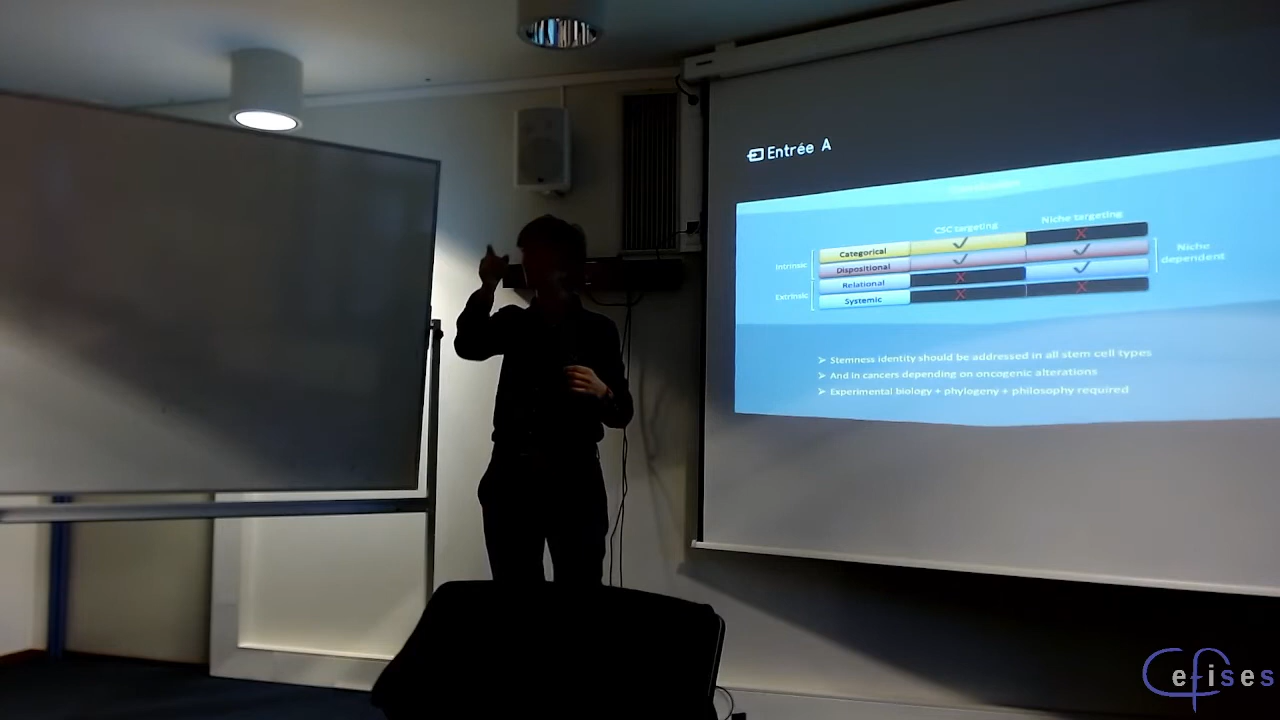 Entrée A
CSC targeting
Niche targeting
Categorical ✓ X
Intrinsic
Dispositional ✓ ✓
Niche dependent
Relational X ✓
Extrinsic
Systemic X X
➢ Stemness identity should be addressed in all stem cell types
➢ And in cancers depending on oncogenic alterations
➢ Experimental biology + phylogeny + philosophy required
Cefises